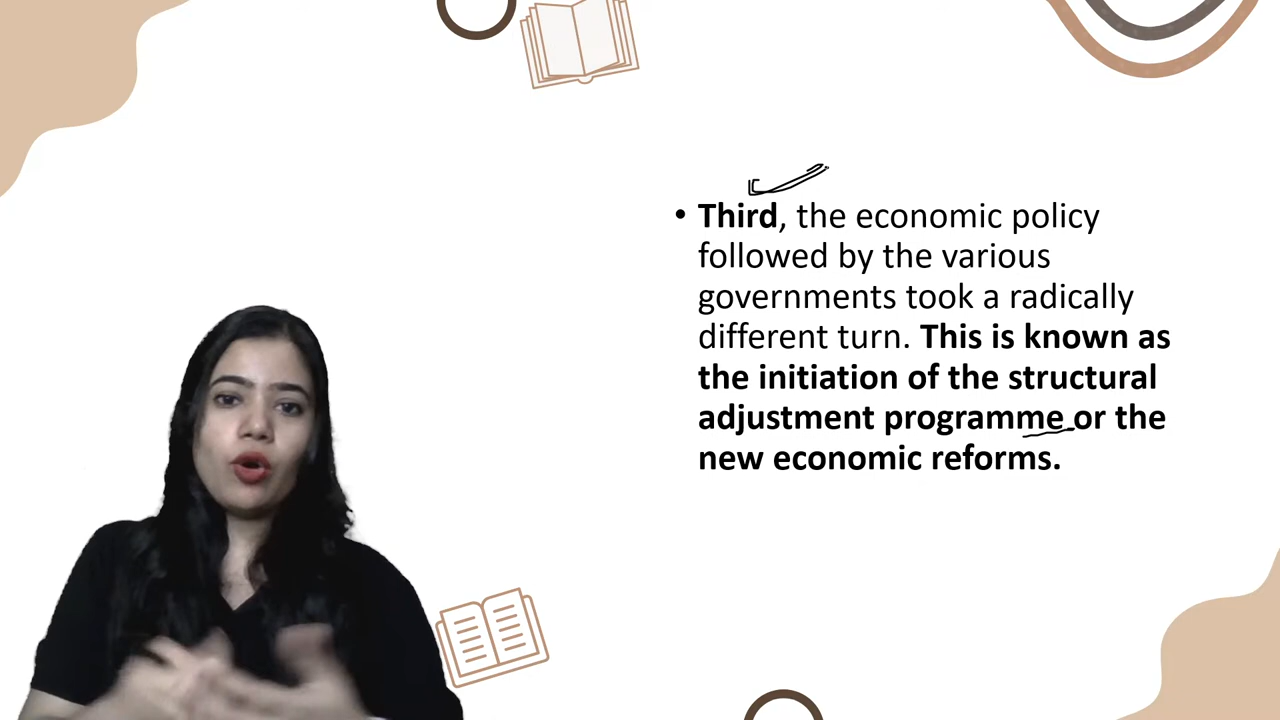 • Third, the economic policy
followed by the various
governments took a radically
different turn. This is known as
the initiation of the structural
adjustment programme or the
new economic reforms.